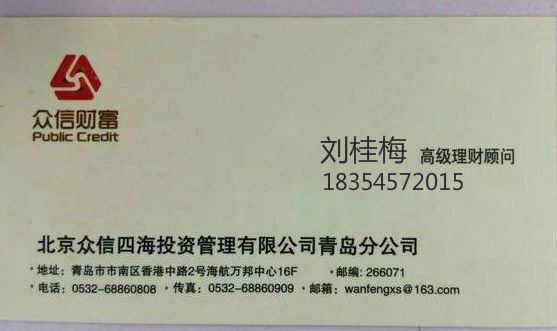 众信财富
Public Credit
刘桂梅 高级理财顾问
18354572015
北京众信四海投资管理有限公司青岛分公司
·地址：青岛市市南区香港中路2号海航万邦中心16F ·邮编: 266071
·电话：0532-68860808 ·传真：0532-68860909 ·邮箱：wanfengxs@163.com